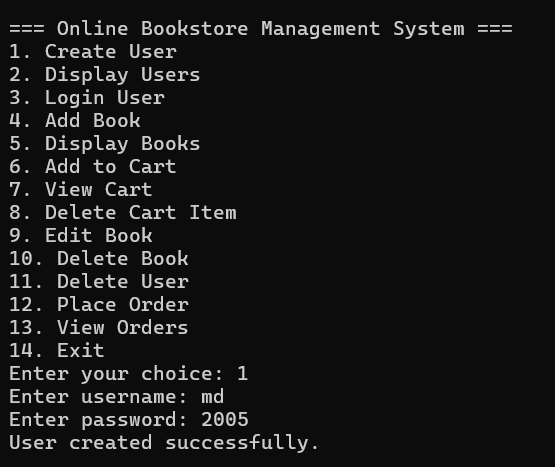 === Online Bookstore Management System ===
1. Create User
2. Display Users
3. Login User
4. Add Book
5. Display Books
6. Add to Cart
7. View Cart
8. Delete Cart Item
9. Edit Book
10. Delete Book
11. Delete User
12. Place Order
13. View Orders
14. Exit
Enter your choice: 1
Enter username: md
Enter password: 2005
User created successfully.